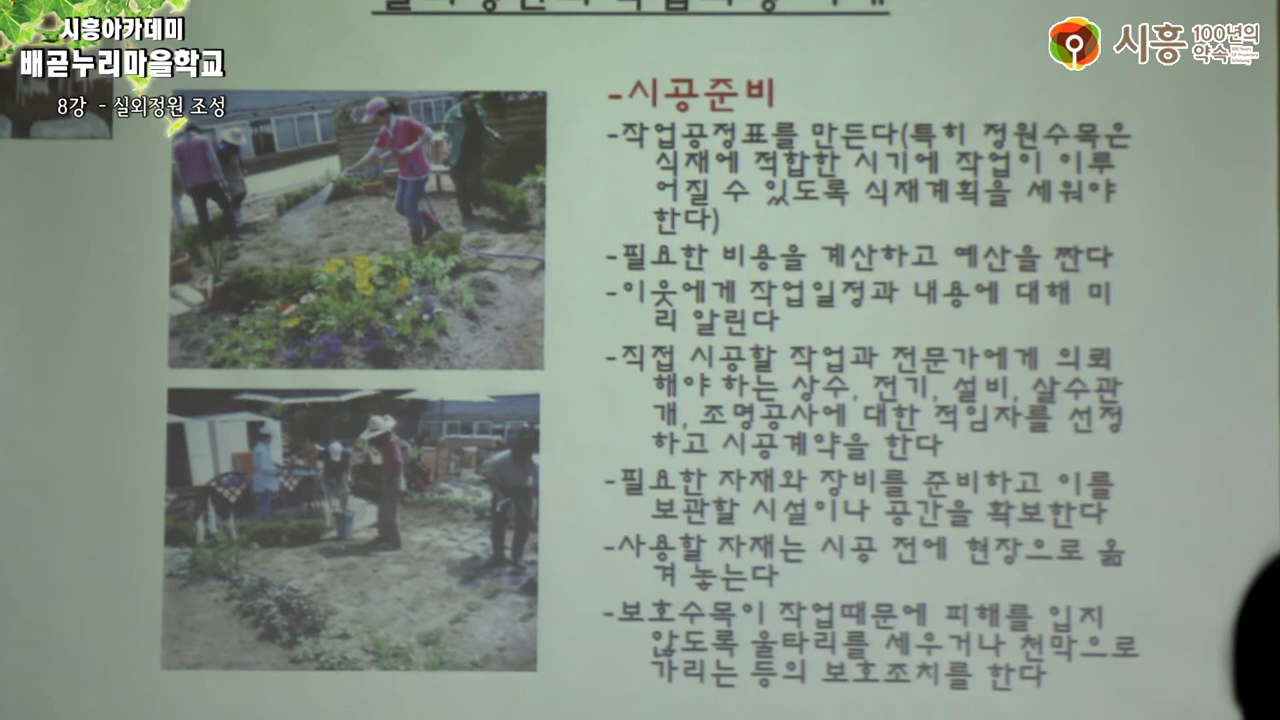 시흥아카데미
배곧누리마을학교
8강 - 실외정원 조성
시흥 100년의
약속
-시공준비
-작업공정표를 만든다(특히 정원수목은
식재에 적합한 시기에 작업이 이루
어질 수 있도록 식재계획을 세워야
한다)
-필요한 비용을 계산하고 예산을 짠다
-이웃에게 작업일정과 내용에 대해 미
리 알린다
-직접 시공할 작업과 전문가에게 의뢰
해야 하는 상수, 전기, 설비, 살수관
개, 조명공사에 대한 적임자를 선정
하고 시공계약을 한다
-필요한 자재와 장비를 준비하고 이를
보관할 시설이나 공간을 확보한다
-사용할 자재는 시공 전에 현장으로 옮
겨 놓는다
-보호수목이 작업때문에 피해를 입지
않도록 울타리를 세우거나 천막으로
가리는 등의 보호조치를 한다